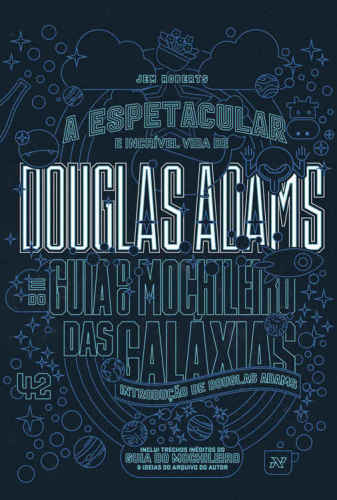 JEM ROBERTS
A ESPETACULAR
E INCRÍVEL VIDA DE
DOUGLAS ADAMS
E DO
GUIA DO MOCHILEIRO
DAS GALÁXIAS
42
INTRODUÇÃO DE DOUGLAS ADAMS
INCLUI TRECHOS INÉDITOS DO
GUIA DO MOCHILEIRO
& IDEIAS DO ARQUIVO DO AUTOR